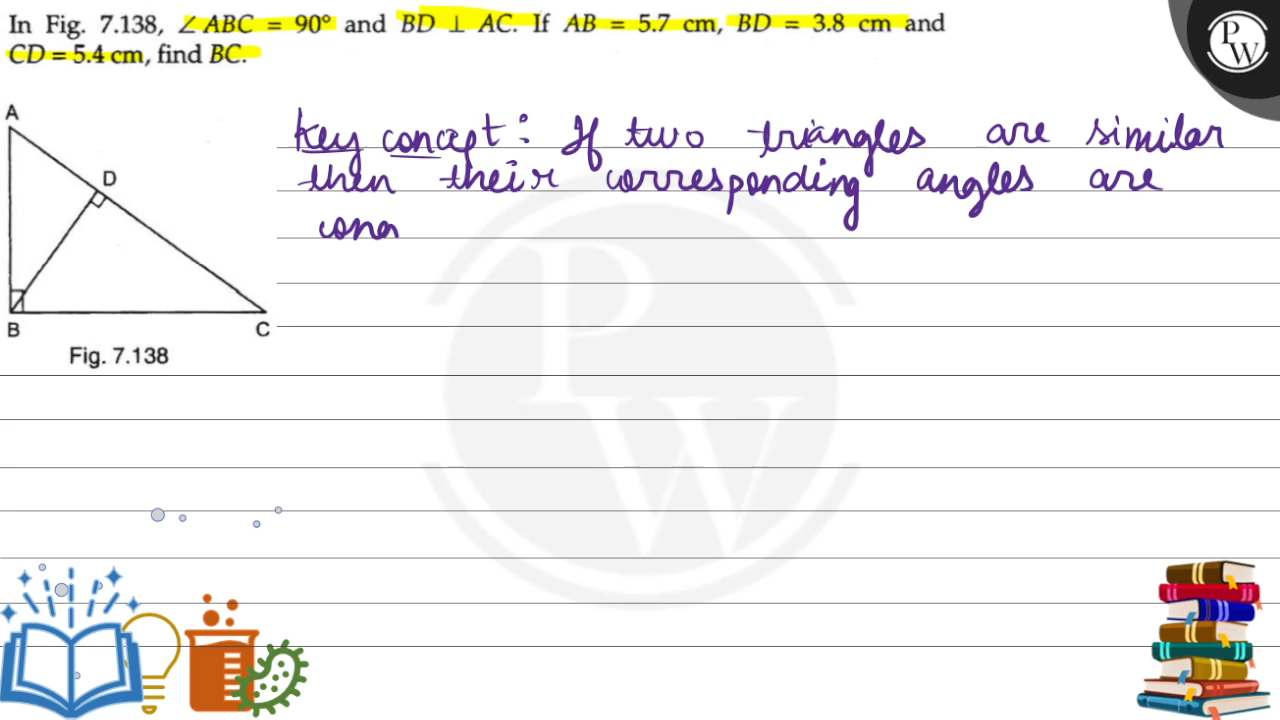 In Fig. 7.138, ∠ABC = 90° and BD ⊥ AC. If AB = 5.7 cm, BD = 3.8 cm and
CD = 5.4 cm, find BC.
PW
A
D
B
C
Fig. 7.138
Key concept: If two triangles are similar
then their corresponding angles are
PW